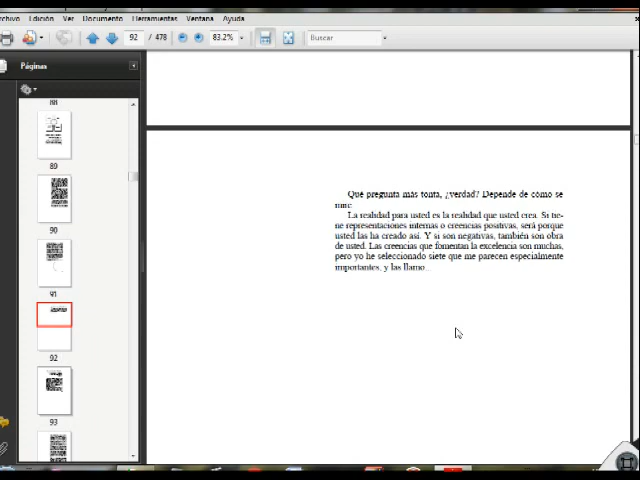 rchivo Edición Ver Documento Herramientas Ventana Ayuda
92 / 478 83.2% Buscar
Páginas
88
89
90
91
92
93
Qué pregunta más tonta, ¿verdad? Depende de cómo se
mire.
La realidad para usted es la realidad que usted crea. Si tie-
ne representaciones internas o creencias positivas, será porque
usted las ha creado así. Y si son negativas, también son obra
de usted. Las creencias que fomentan la excelencia son muchas,
pero yo he seleccionado siete que me parecen especialmente
importantes, y las llamo...